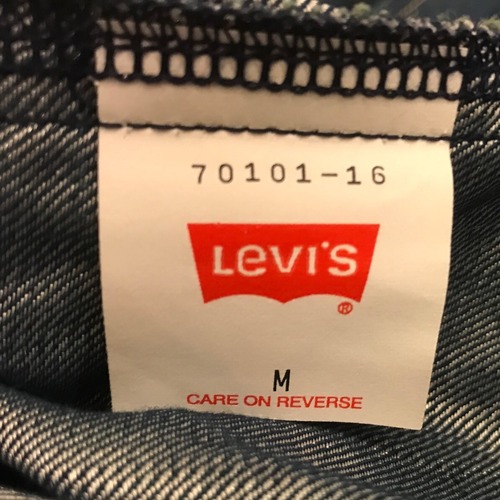 70101-16
Levi's
®
M
CARE ON REVERSE